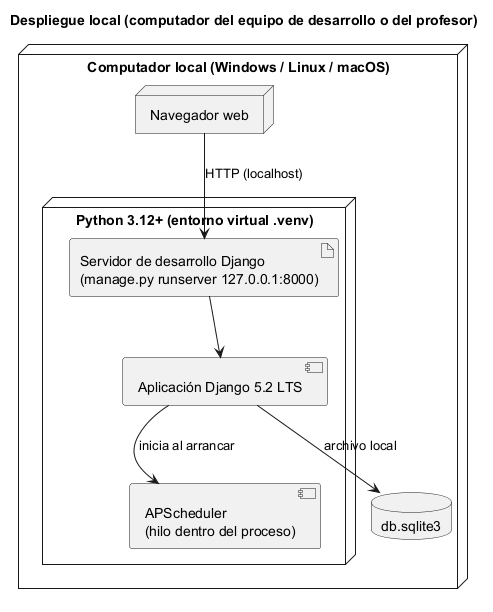 Despliegue local (computador del equipo de desarrollo o del profesor)
Computador local (Windows / Linux / macOS)
Navegador web
HTTP (localhost)
Python 3.12+ (entorno virtual .venv)
Servidor de desarrollo Django
(manage.py runserver 127.0.0.1:8000)
Aplicación Django 5.2 LTS
inicia al arrancar
archivo local
APScheduler
(hilo dentro del proceso)
db.sqlite3